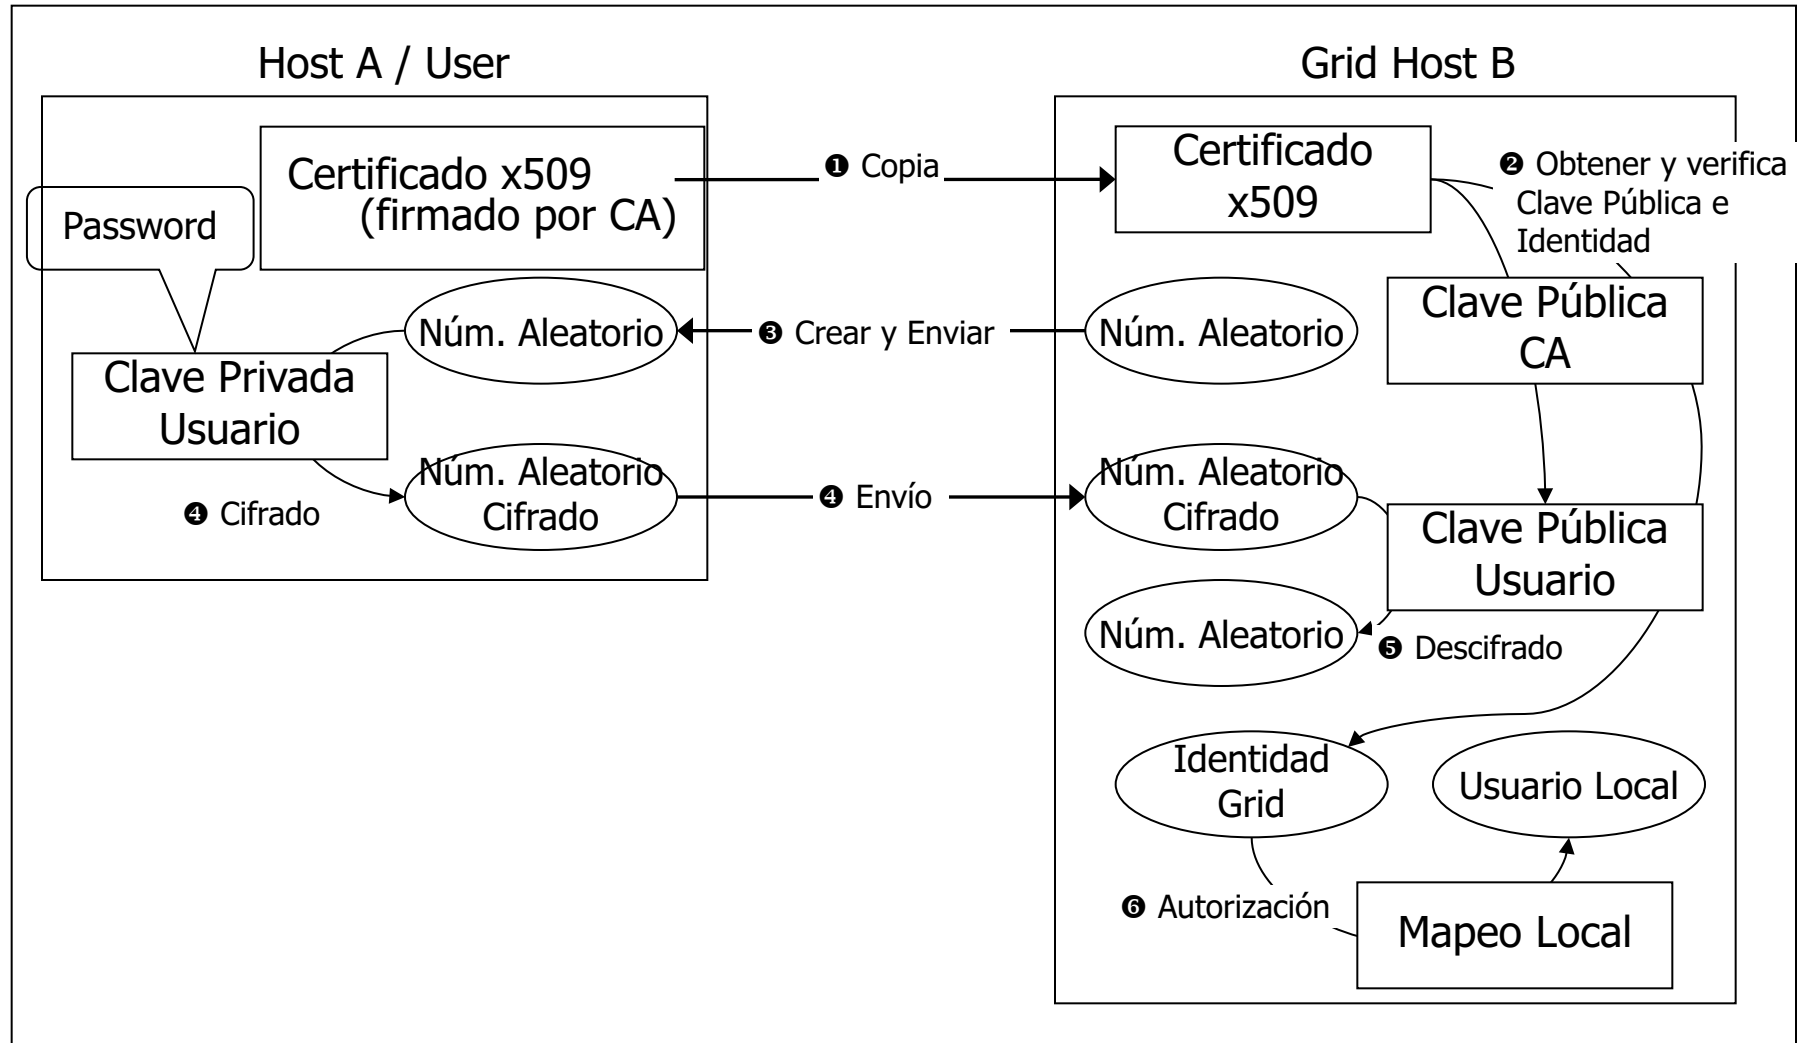 Host A / User
Grid Host B
Certificado x509
(firmado por CA)
Password
❶ Copia
Certificado
x509
❷ Obtener y verifica
Clave Pública e
Identidad
Núm. Aleatorio
❸ Crear y Enviar
Núm. Aleatorio
Clave Pública
CA
Clave Privada
Usuario
❹ Cifrado
Núm. Aleatorio
Cifrado
❹ Envío
Núm. Aleatorio
Cifrado
Clave Pública
Usuario
Núm. Aleatorio
❺ Descifrado
Identidad
Grid
Usuario Local
❻ Autorización
Mapeo Local